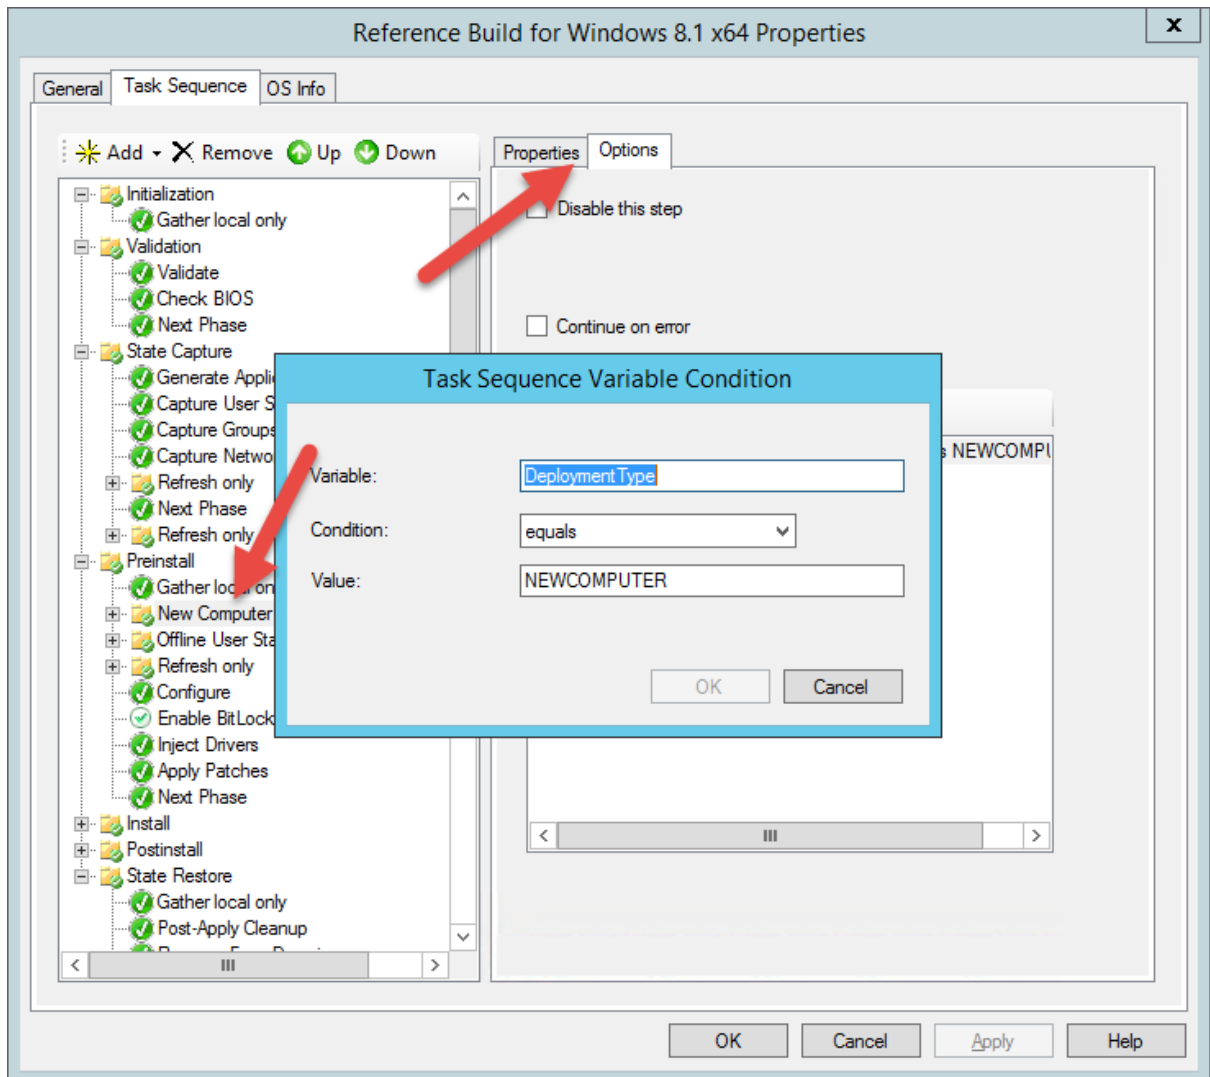 Reference Build for Windows 8.1 x64 Properties
x
General Task Sequence OS Info
Add Remove Up Down
Properties Options
Initialization
Gather local only
Validation
Validate
Check BIOS
Next Phase
State Capture
Generate Appli
Capture User S
Capture Groups
Capture Netwo
Refresh only
Next Phase
Refresh only
Preinstall
Gather local on
New Computer
Offline User Sta
Refresh only
Configure
Enable BitLock
Inject Drivers
Apply Patches
Next Phase
Install
Postinstall
State Restore
Gather local only
Post-Apply Cleanup
Disable this step
Continue on error
s NEWCOMPU
Task Sequence Variable Condition
Variable: DeploymentType
Condition: equals
Value: NEWCOMPUTER
OK Cancel
OK Cancel Apply Help